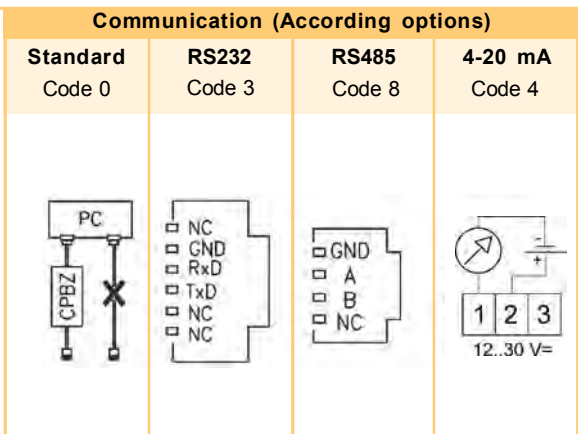 Communication (According options)
Standard RS232 RS485 4-20 mA
Code 0 Code 3 Code 8 Code 4
PC
CPBZ
NC
GND
RxD
TxD
NC
NC
GND
A
B
NC
- +
1 2 3
12..30 V=